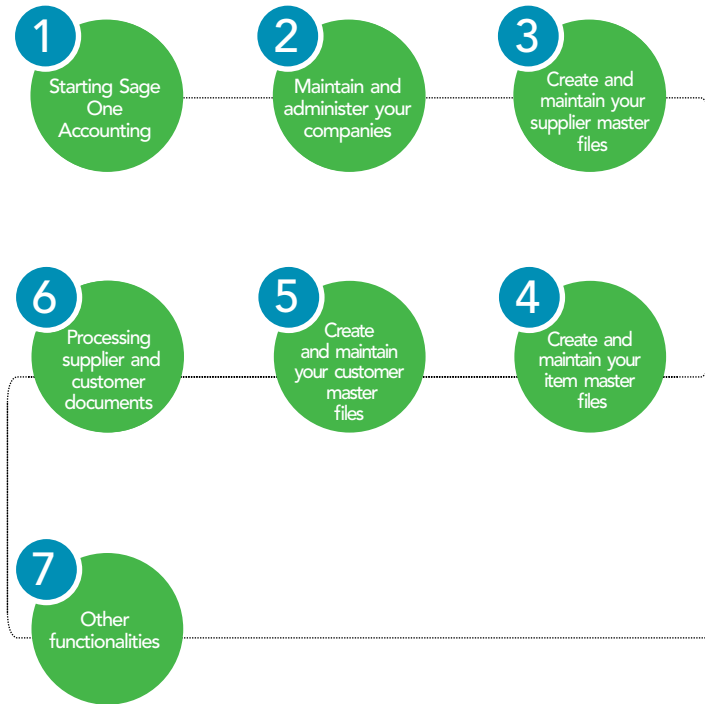 1
Starting Sage
One
Accounting
2
Maintain and
administer your
companies
3
Create and
maintain your
supplier master
files
4
Create and
maintain your
item master
files
5
Create
and maintain
your customer
master
files
6
Processing
supplier and
customer
documents
7
Other
functionalities